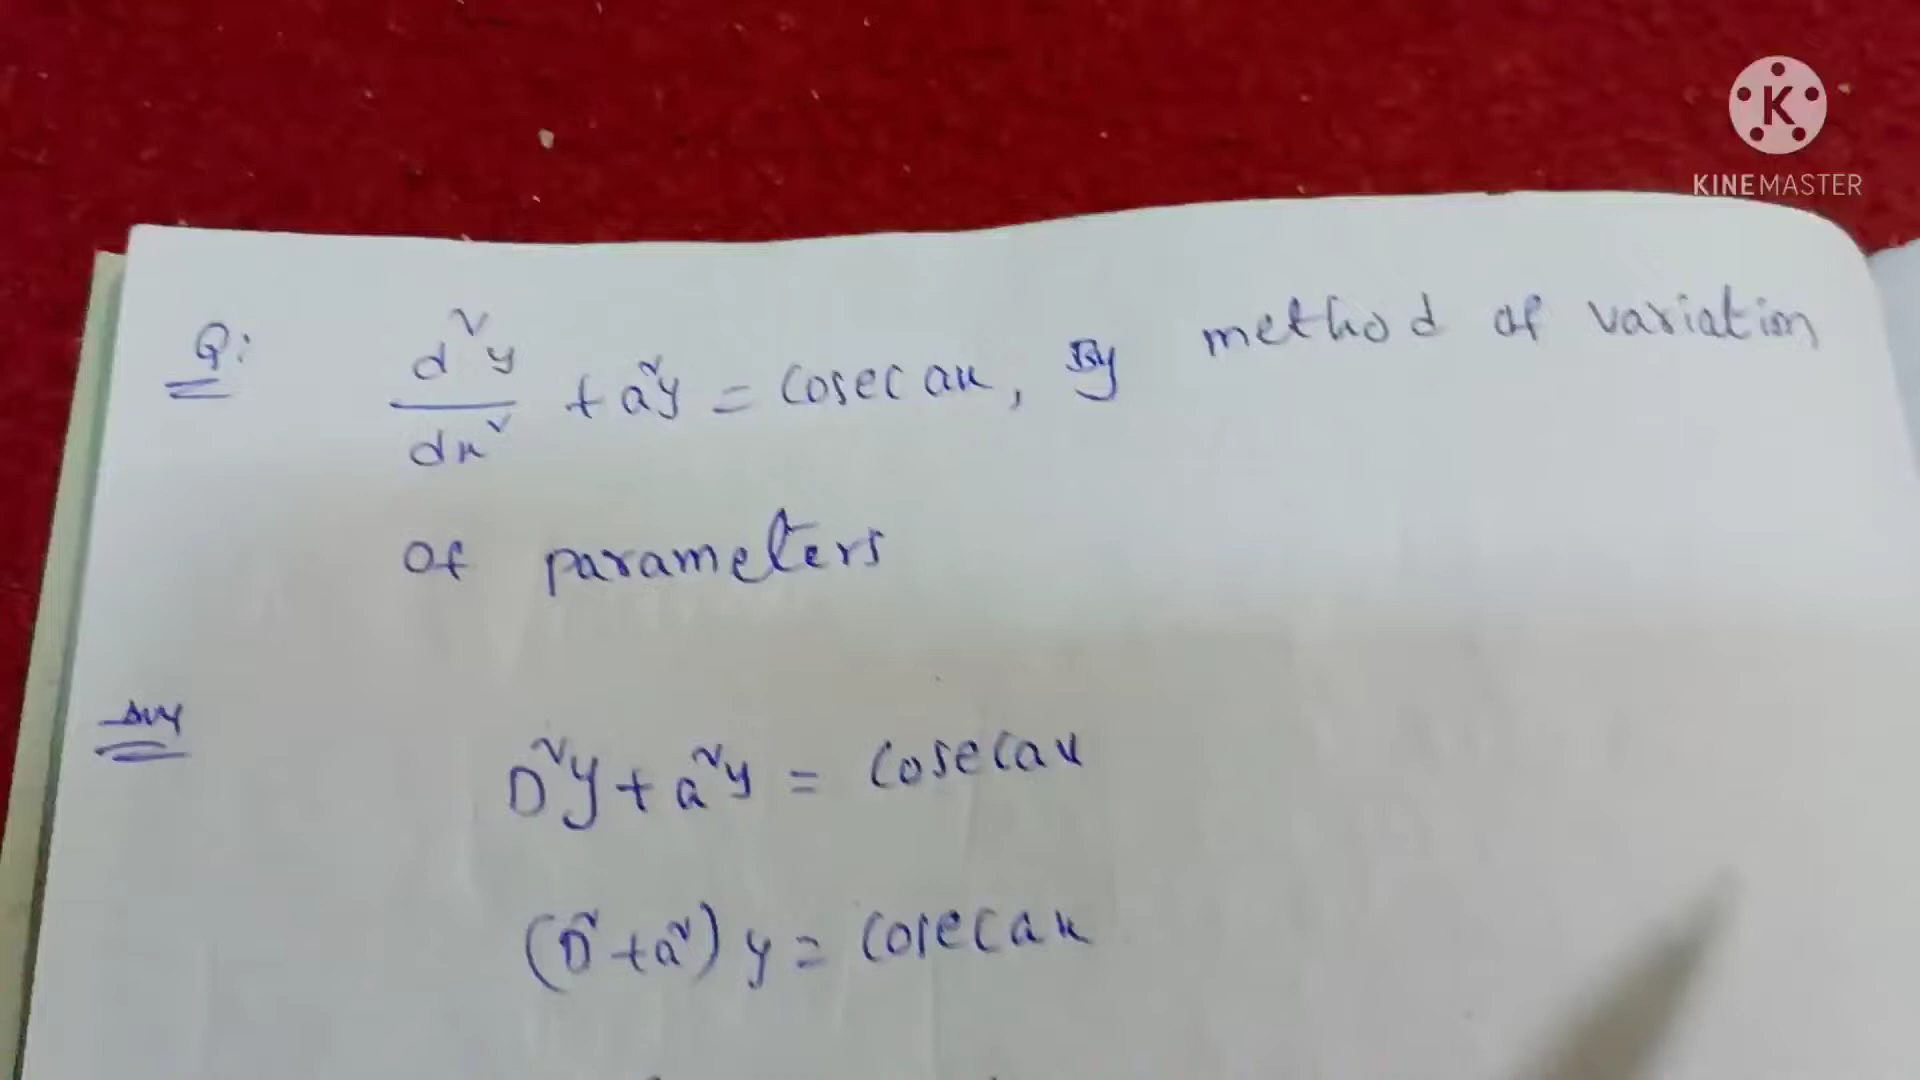 K
KINEMASTER
Q: d²y/dx² + a²y = cosec ax, By method of variation
of parameters
D²y + a²y = cosec ax
(D² + a²) y = cosec ax